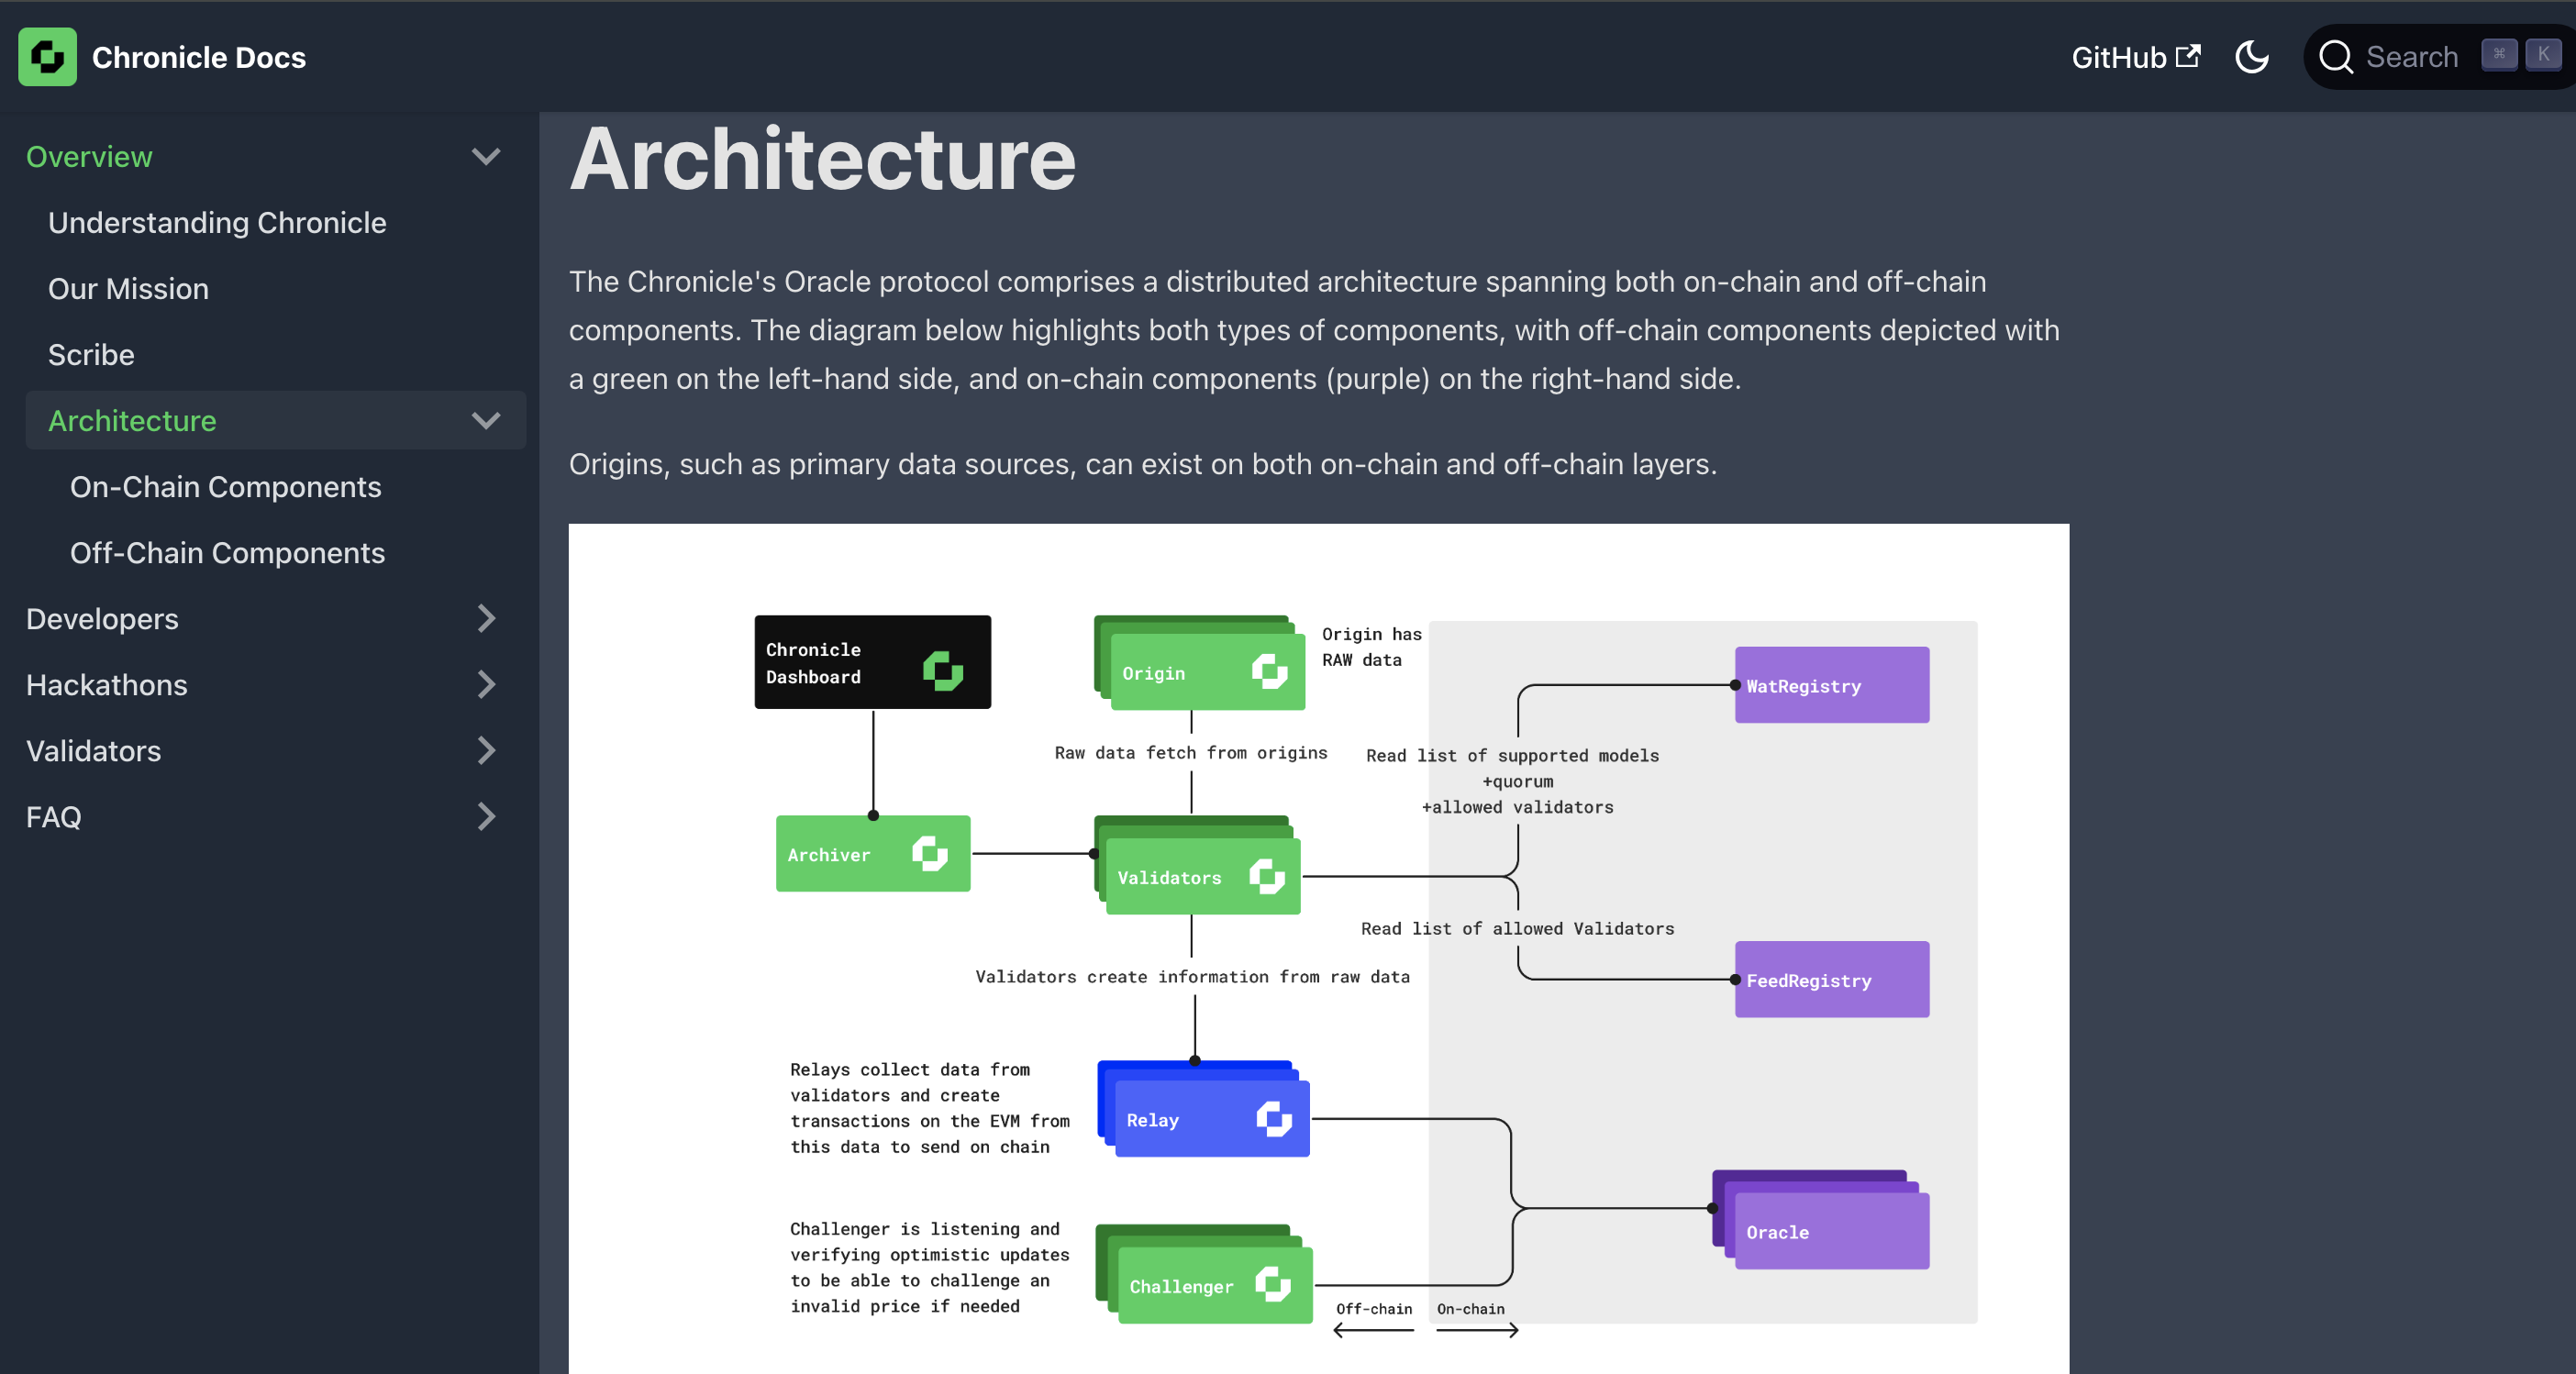 Chronicle Docs
GitHub
Search
⌘ K
Overview
Understanding Chronicle
Our Mission
Scribe
Architecture
On-Chain Components
Off-Chain Components
Developers
Hackathons
Validators
FAQ
Architecture
The Chronicle's Oracle protocol comprises a distributed architecture spanning both on-chain and off-chain
components. The diagram below highlights both types of components, with off-chain components depicted with
a green on the left-hand side, and on-chain components (purple) on the right-hand side.
Origins, such as primary data sources, can exist on both on-chain and off-chain layers.
Chronicle
Dashboard
Origin
Origin has
RAW data
WatRegistry
Raw data fetch from origins
Read list of supported models
+quorum
+allowed validators
Archiver
Validators
Read list of allowed Validators
Validators create information from raw data
FeedRegistry
Relays collect data from
validators and create
transactions on the EVM from
this data to send on chain
Relay
Oracle
Challenger is listening and
verifying optimistic updates
to be able to challenge an
invalid price if needed
Challenger
Off-chain
On-chain